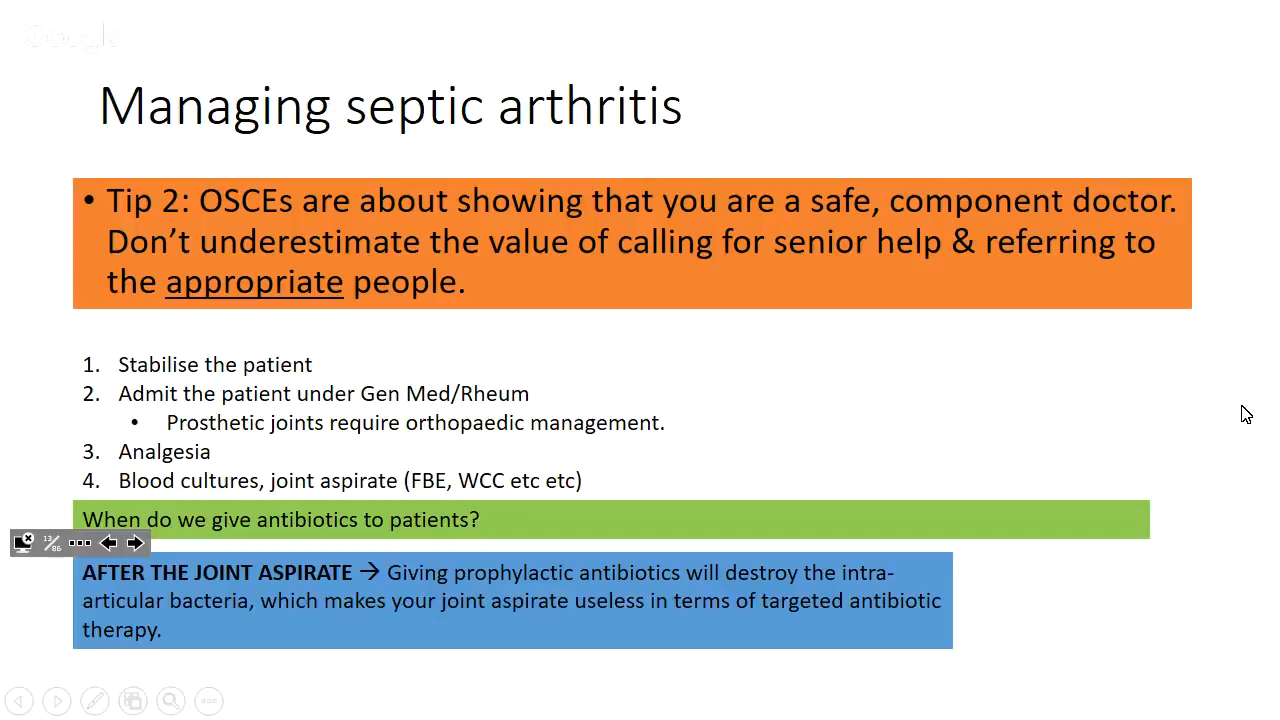 Managing septic arthritis
• Tip 2: OSCEs are about showing that you are a safe, component doctor.
Don't underestimate the value of calling for senior help & referring to
the appropriate people.
1. Stabilise the patient
2. Admit the patient under Gen Med/Rheum
• Prosthetic joints require orthopaedic management.
3. Analgesia
4. Blood cultures, joint aspirate (FBE, WCC etc etc)
When do we give antibiotics to patients?
13/86
AFTER THE JOINT ASPIRATE → Giving prophylactic antibiotics will destroy the intra-
articular bacteria, which makes your joint aspirate useless in terms of targeted antibiotic
therapy.